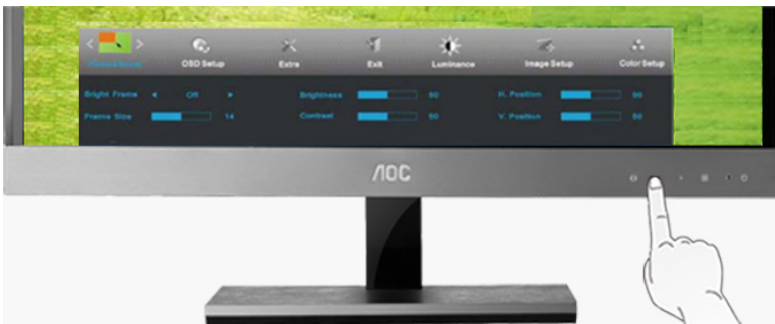 Picture Boost OSD Setup Extra Exit Luminance Image Setup Color Setup
Bright Frame Off Brightness 50 H. Position 50
Frame Size 14 Contrast 50 V. Position 50
AOC